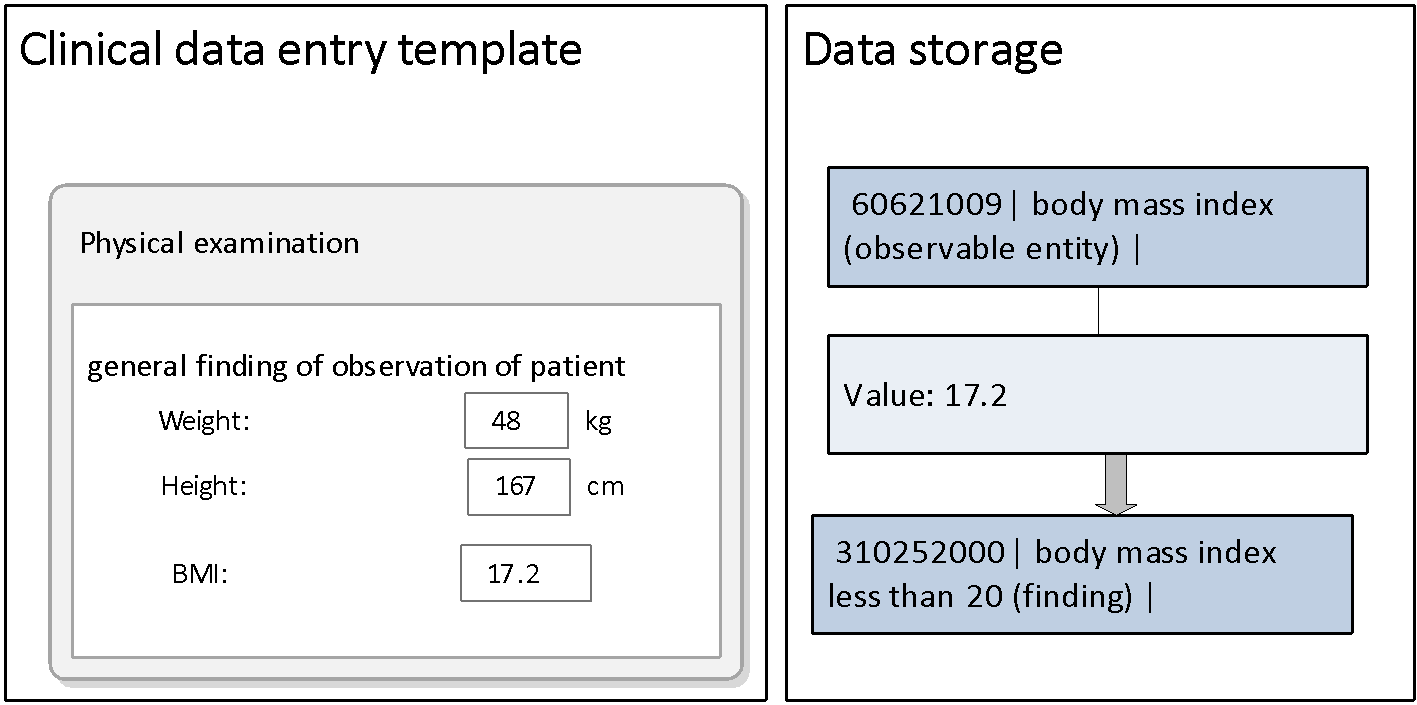 Clinical data entry template
Physical examination
general finding of observation of patient
Weight: 48 kg
Height: 167 cm
BMI: 17.2
Data storage
60621009 | body mass index
(observable entity) |
Value: 17.2
310252000 | body mass index
less than 20 (finding) |